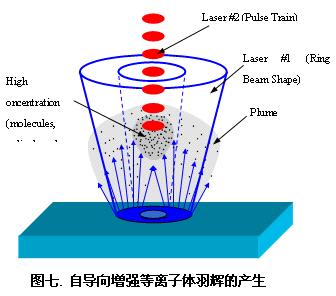 Laser #2 (Pulse Train)
Laser #1 (Ring
Beam Shape)
High
oncentration
(molecules,
Plume
图七. 自导向增强等离子体羽辉的产生